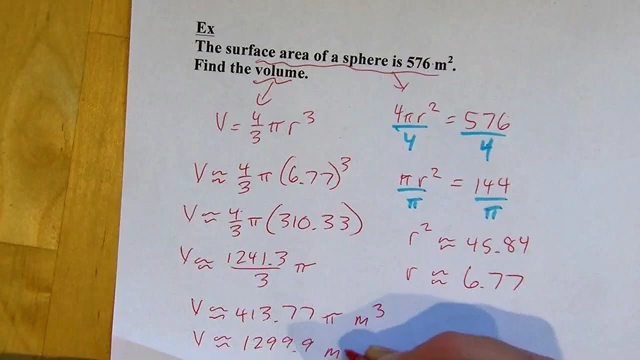 Ex
The surface area of a sphere is 576 m².
Find the volume.
V = 4/3 π r³
V ≈ 4/3 π (6.77)³
V ≈ 4/3 π (310.33)
V ≈ 1241.3/3 π
V ≈ 413.77 π m³
V ≈ 1299.9 m
4πr²/4 = 576/4
πr²/π = 144/π
r² ≈ 45.84
r ≈ 6.77